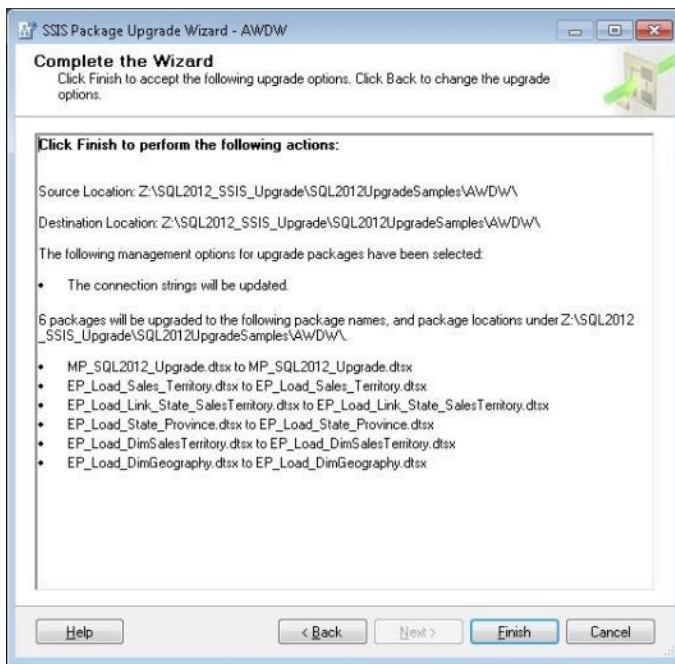 SSIS Package Upgrade Wizard - AWDW
Complete the Wizard
Click Finish to accept the following upgrade options. Click Back to change the upgrade
options.
Click Finish to perform the following actions:
Source Location: Z:\SQL2012_SSIS_Upgrade\SQL2012UpgradeSamples\AWDW\
Destination Location: Z:\SQL2012_SSIS_Upgrade\SQL2012UpgradeSamples\AWDW\
The following management options for upgrade packages have been selected:
• The connection strings will be updated.
6 packages will be upgraded to the following package names, and package locations under Z:\SQL2012
_SSIS_Upgrade\SQL2012UpgradeSamples\AWDW\.
• MP_SQL2012_Upgrade.dtsx to MP_SQL2012_Upgrade.dtsx
• EP_Load_Sales_Territory.dtsx to EP_Load_Sales_Territory.dtsx
• EP_Load_Link_State_SalesTerritory.dtsx to EP_Load_Link_State_SalesTerritory.dtsx
• EP_Load_State_Province.dtsx to EP_Load_State_Province.dtsx
• EP_Load_DimSalesTerritory.dtsx to EP_Load_DimSalesTerritory.dtsx
• EP_Load_DimGeography.dtsx to EP_Load_DimGeography.dtsx
Help < Back Next > Finish Cancel